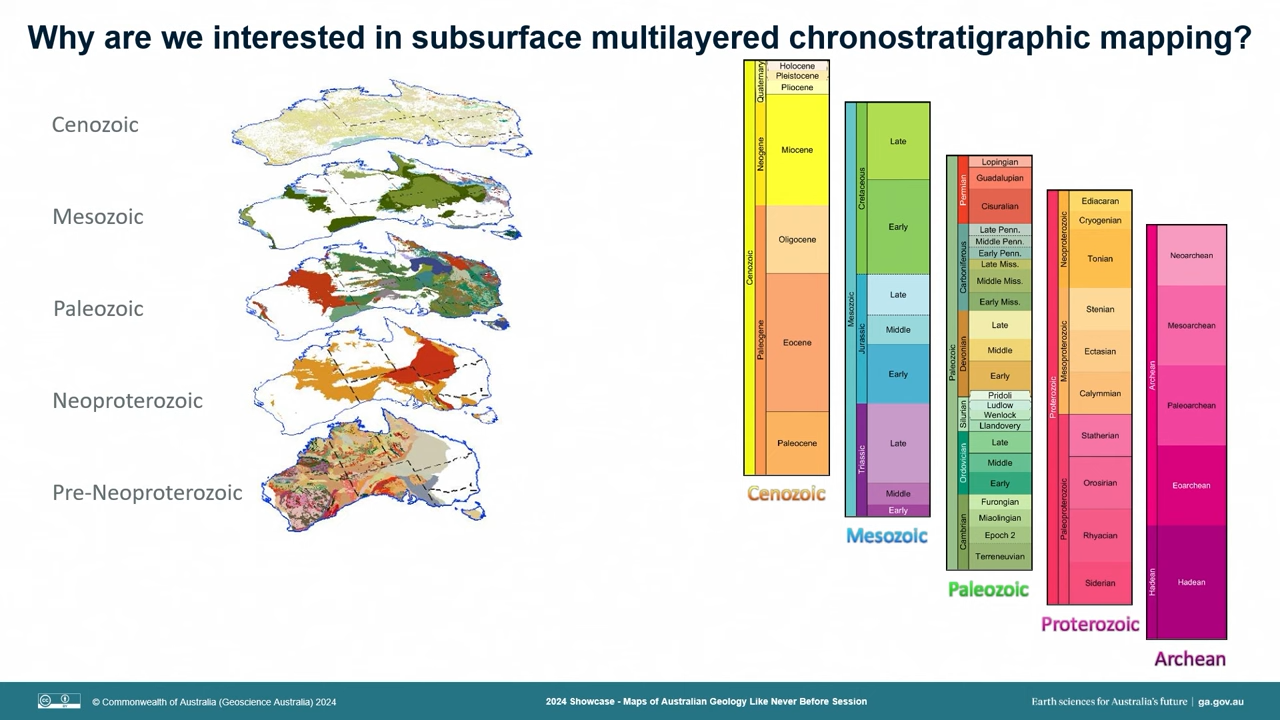 Why are we interested in subsurface multilayered chronostratigraphic mapping?
Cenozoic
Mesozoic
Paleozoic
Neoproterozoic
Pre-Neoproterozoic
Cenozoic
Quaternary
Neogene
Paleogene
Holocene
Pleistocene
Pliocene
Miocene
Oligocene
Eocene
Paleocene
Cenozoic
Mesozoic
Cretaceous
Jurassic
Triassic
Late
Early
Late
Middle
Early
Late
Middle
Early
Mesozoic
Paleozoic
Permian
Carboniferous
Devonian
Silurian
Ordovician
Cambrian
Lopingian
Guadalupian
Cisuralian
Late Penn.
Middle Penn.
Early Penn.
Late Miss.
Middle Miss.
Early Miss.
Late
Middle
Early
Pridoli
Ludlow
Wenlock
Llandovery
Late
Middle
Early
Furongian
Miaolingian
Epoch 2
Terreneuvian
Paleozoic
Proterozoic
Neoproterozoic
Mesoproterozoic
Paleoproterozoic
Ediacaran
Cryogenian
Tonian
Stenian
Ectasian
Calymmian
Statherian
Orosirian
Rhyacian
Siderian
Proterozoic
Archean
Hadean
Neoarchean
Mesoarchean
Paleoarchean
Eoarchean
Hadean
Archean
© Commonwealth of Australia (Geoscience Australia) 2024
2024 Showcase - Maps of Australian Geology Like Never Before Session
Earth sciences for Australia's future | ga.gov.au